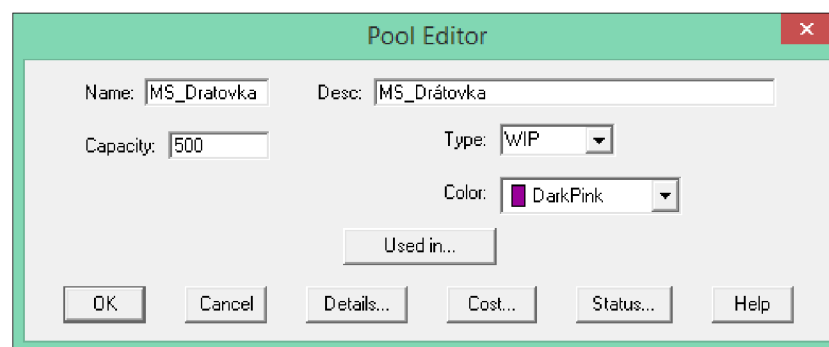 Pool Editor
Name: MS_Dratovka Desc: MS_Drátovka
Capacity: 500 Type: WIP
Color: DarkPink
Used in...
OK Cancel Details... Cost... Status... Help